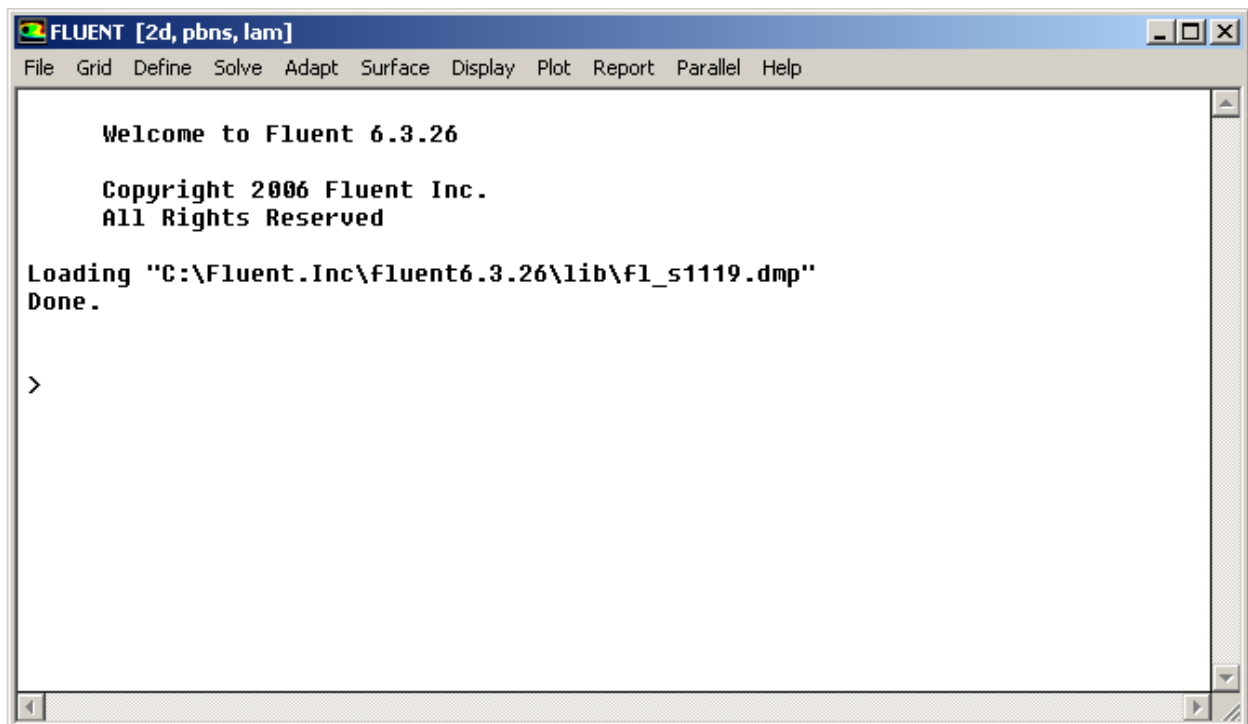 FLUENT [2d, pbns, lam]
File Grid Define Solve Adapt Surface Display Plot Report Parallel Help
Welcome to Fluent 6.3.26
Copyright 2006 Fluent Inc.
All Rights Reserved
Loading "C:\Fluent.Inc\fluent6.3.26\lib\fl_s1119.dmp"
Done.
>